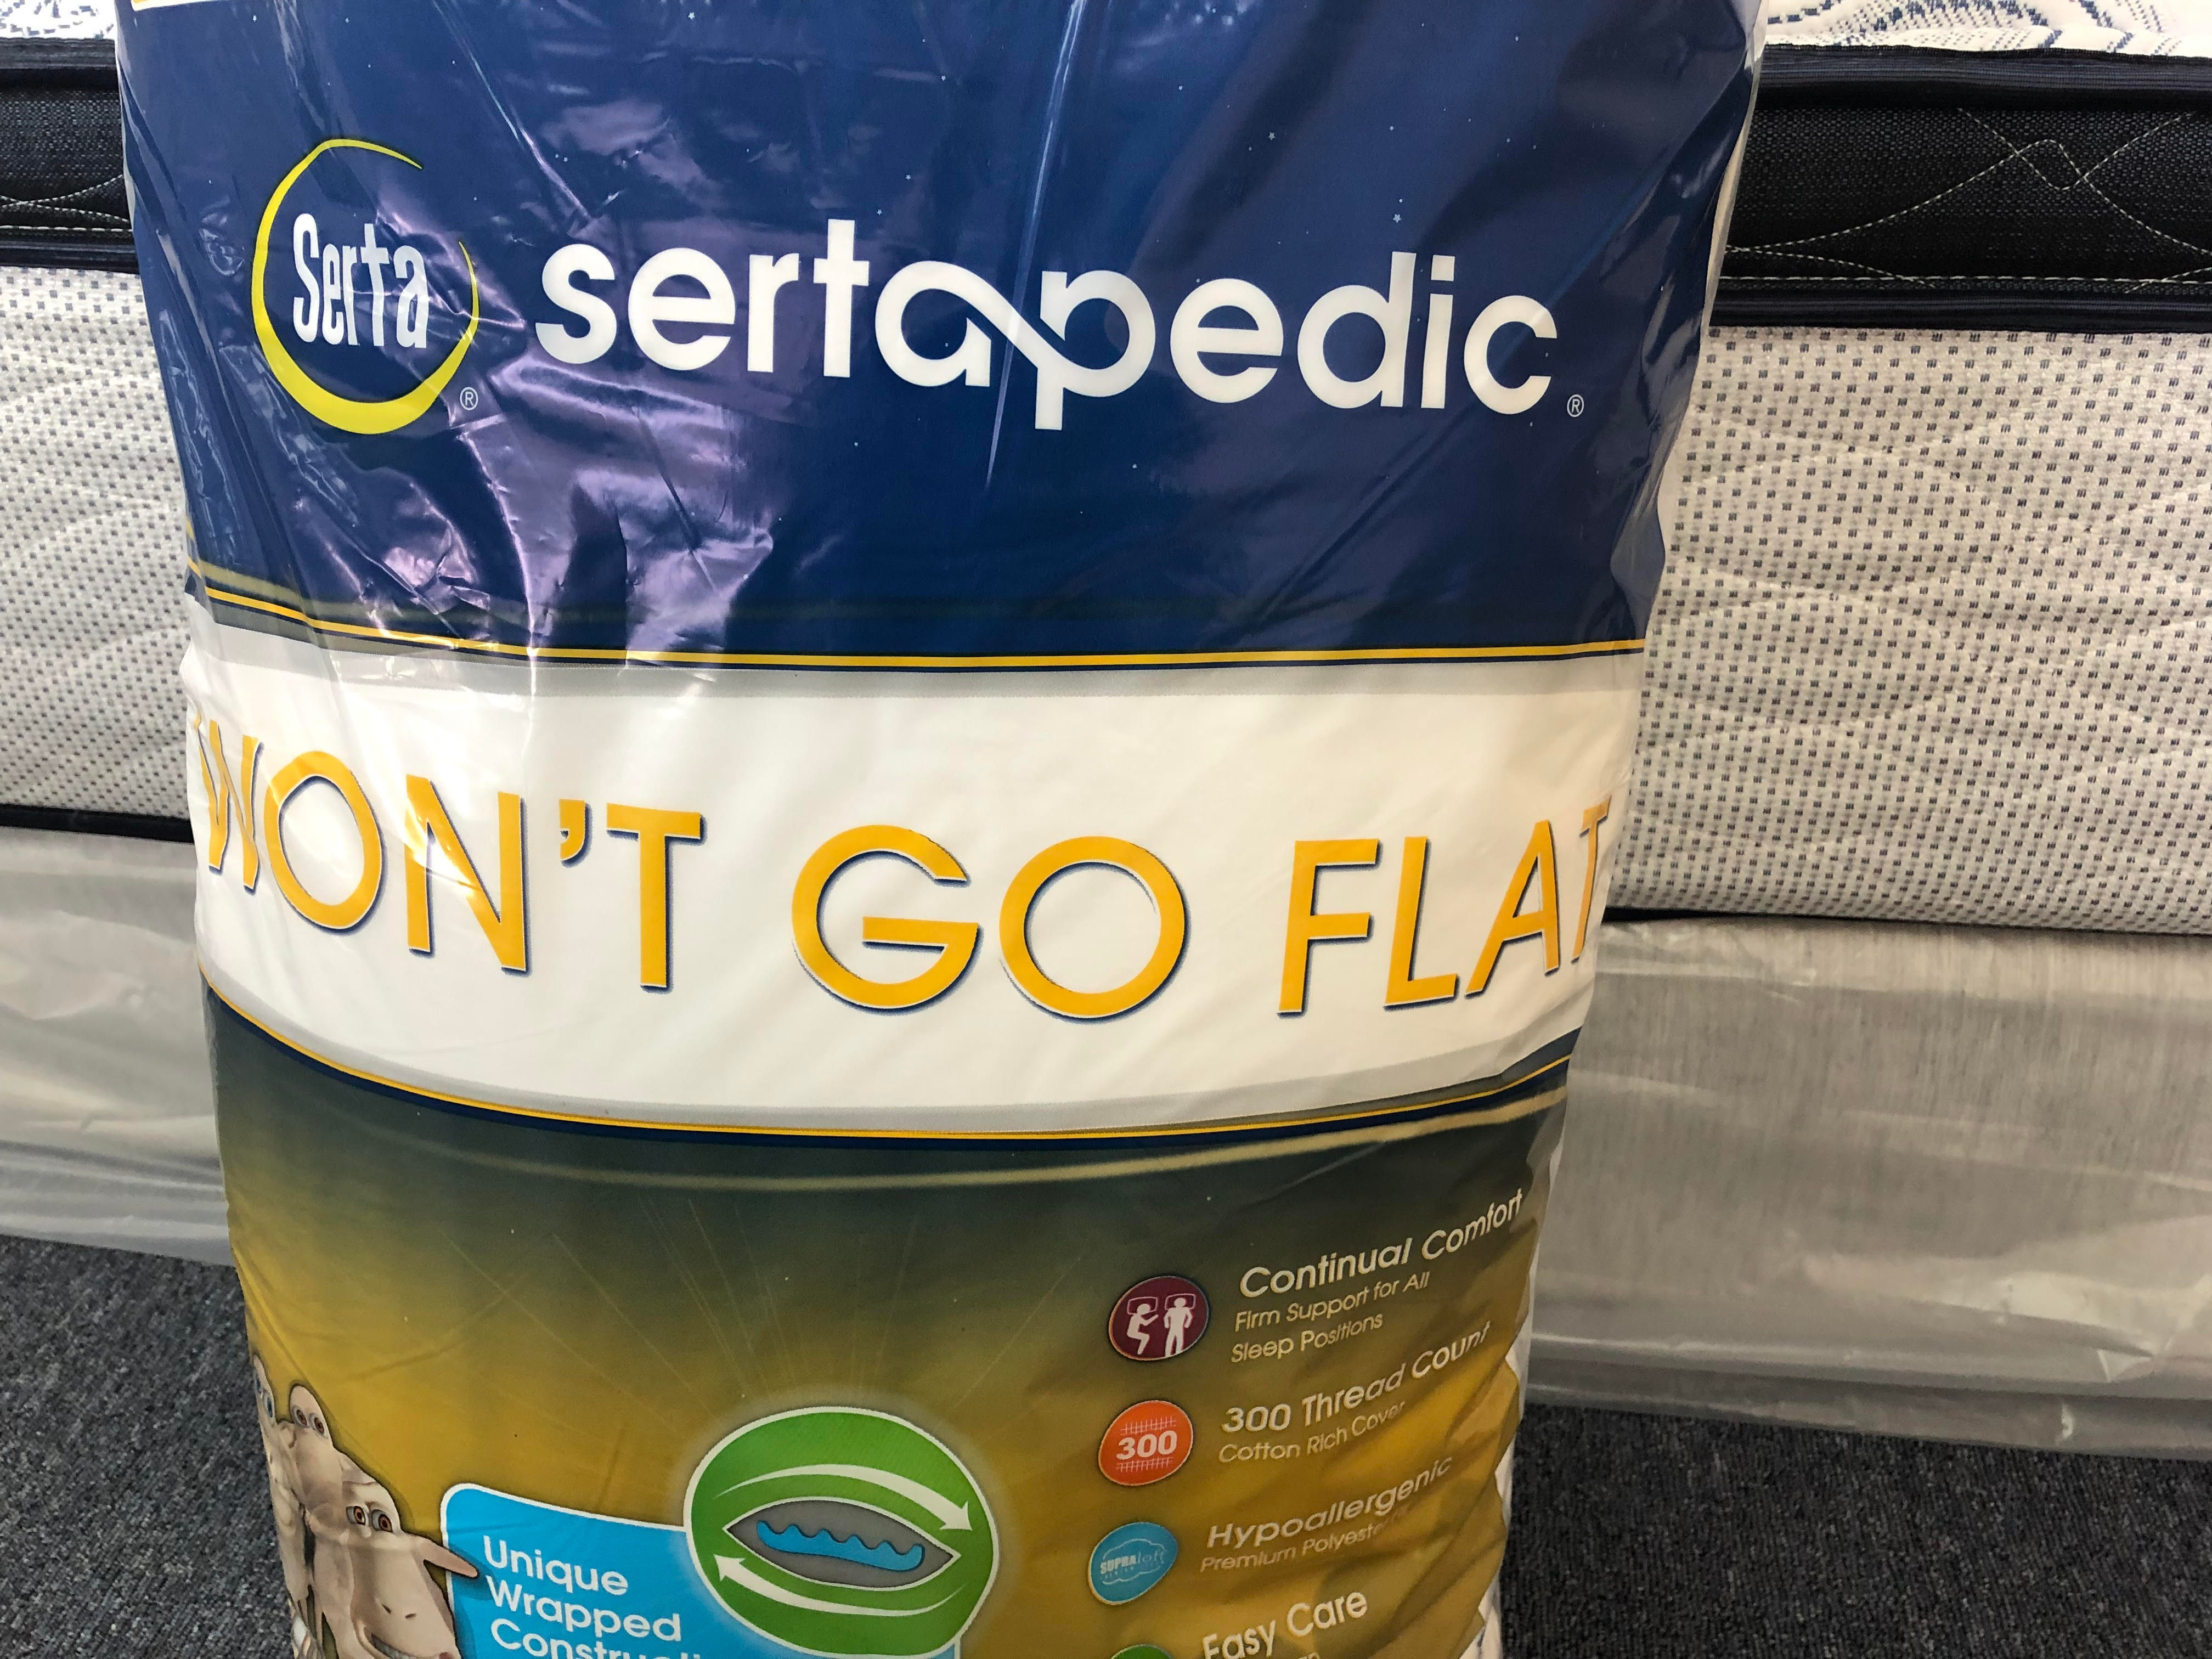 Serta®
sertapedic®
WON'T GO FLAT
Continual Comfort
Firm Support for All
Sleep Positions
300
300 Thread Count
Cotton Rich Cover
SUPRAloft
Hypoallergenic
Premium
Easy Care
Unique
Wrapped